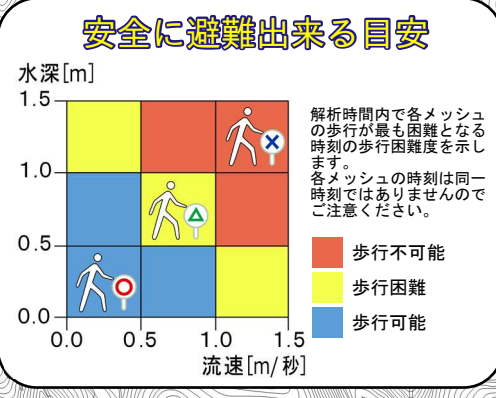 安全に避難出来る目安
水深[m]
1.5
1.0
0.5
0.0
0.0 0.5 1.0 1.5
流速[m/秒]
解析時間内で各メッシュ
の歩行が最も困難となる
時刻の歩行困難度を示し
ます。
各メッシュの時刻は同一
時刻ではありませんので
ご注意ください。
歩行不可能
歩行困難
歩行可能